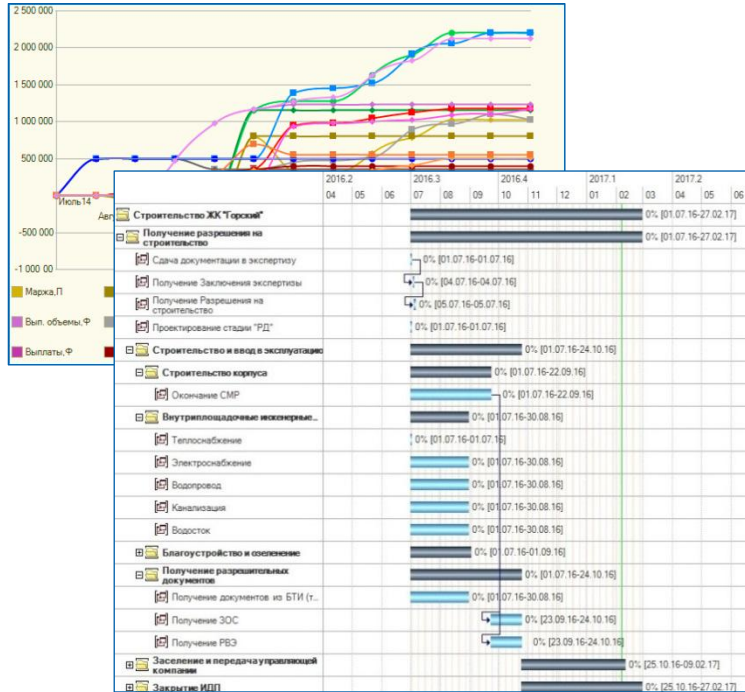 2 500 000
2 000 000
1 500 000
1 000 000
500 000
Июль14
Авг
-500 000
-1 000 00
Маржа,П
Вып. объемы,Ф
Выплаты,Ф
2016.2 2016.3 2016.4 2017.1 2017.2
04 05 06 07 08 09 10 11 12 01 02 03 04 05 06
Строительство ЖК "Горский" 0% [01.07.16-27.02.17]
Получение разрешения на
строительство 0% [01.07.16-27.02.17]
Сдача документации в экспертизу 0% [01.07.16-01.07.16]
Получение Заключения экспертизы 0% [04.07.16-04.07.16]
Получение Разрешения на
строительство 0% [05.07.16-05.07.16]
Проектирование стадии "РД" 0% [01.07.16-01.07.16]
Строительство и ввод в эксплуатацию 0% [01.07.16-24.10.16]
Строительство корпуса 0% [01.07.16-22.09.16]
Окончание СМР 0% [01.07.16-22.09.16]
Внутриплощадочные инженерные... 0% [01.07.16-30.08.16]
Теплоснабжение 0% [01.07.16-01.07.16]
Электроснабжение 0% [01.07.16-30.08.16]
Водопровод 0% [01.07.16-30.08.16]
Канализация 0% [01.07.16-30.08.16]
Водосток 0% [01.07.16-30.08.16]
Благоустройство и озеленение 0% [01.07.16-01.09.16]
Получение разрешительных
документов 0% [01.07.16-24.10.16]
Получение документов из БТИ (т... 0% [01.07.16-30.08.16]
Получение ЗОС 0% [23.09.16-24.10.16]
Получение РВЭ 0% [23.09.16-24.10.16]
Заселение и передача управляющей
компании 0% [25.10.16-09.02.17]
Закрытие ИДП 0% [25.10.16-27.02.17]